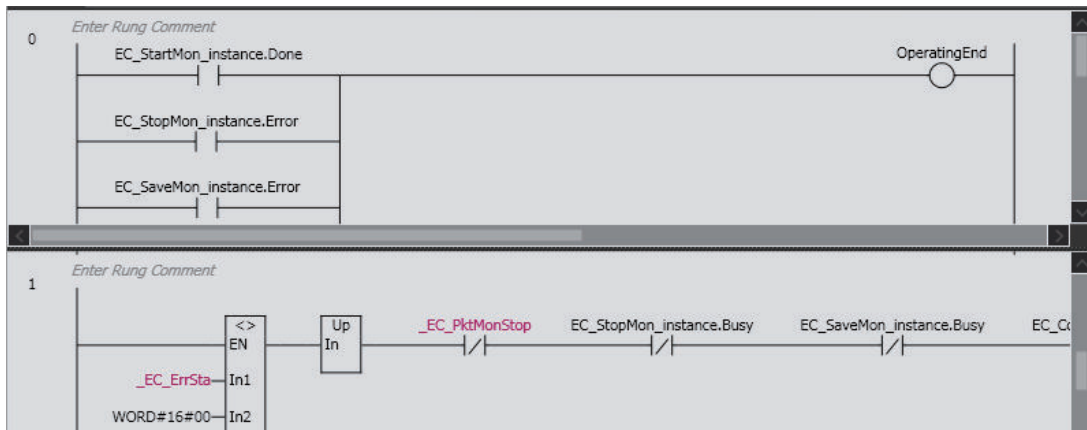 Enter Rung Comment
0
EC_StartMon_instance.Done
OperatingEnd
EC_StopMon_instance.Error
EC_SaveMon_instance.Error
Enter Rung Comment
1
<> Up _EC_PktMonStop EC_StopMon_instance.Busy EC_SaveMon_instance.Busy
EN In
_EC_ErrSta In1
WORD#16#00 In2